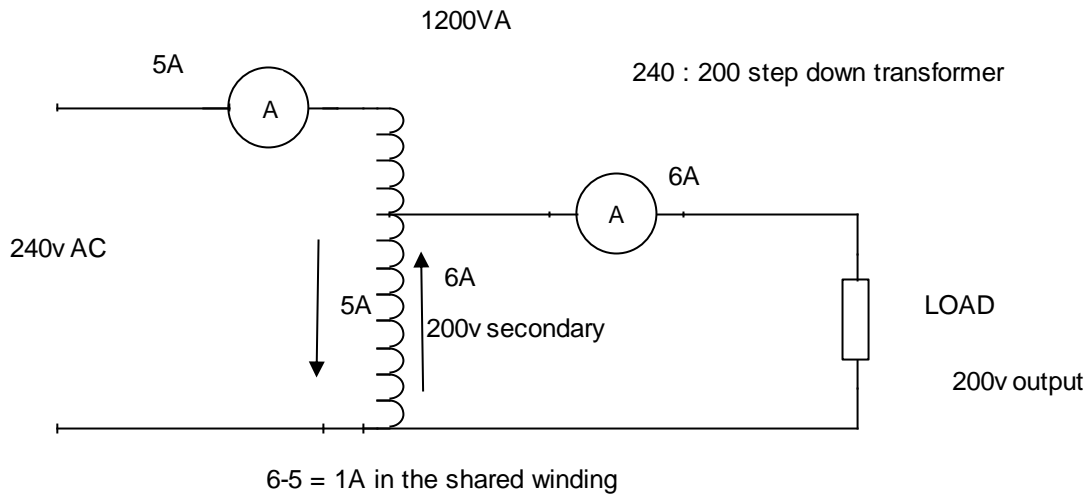 1200VA
5A
240 : 200 step down transformer
A
6A
A
240v AC
6A
5A
200v secondary
LOAD
200v output
6-5 = 1A in the shared winding